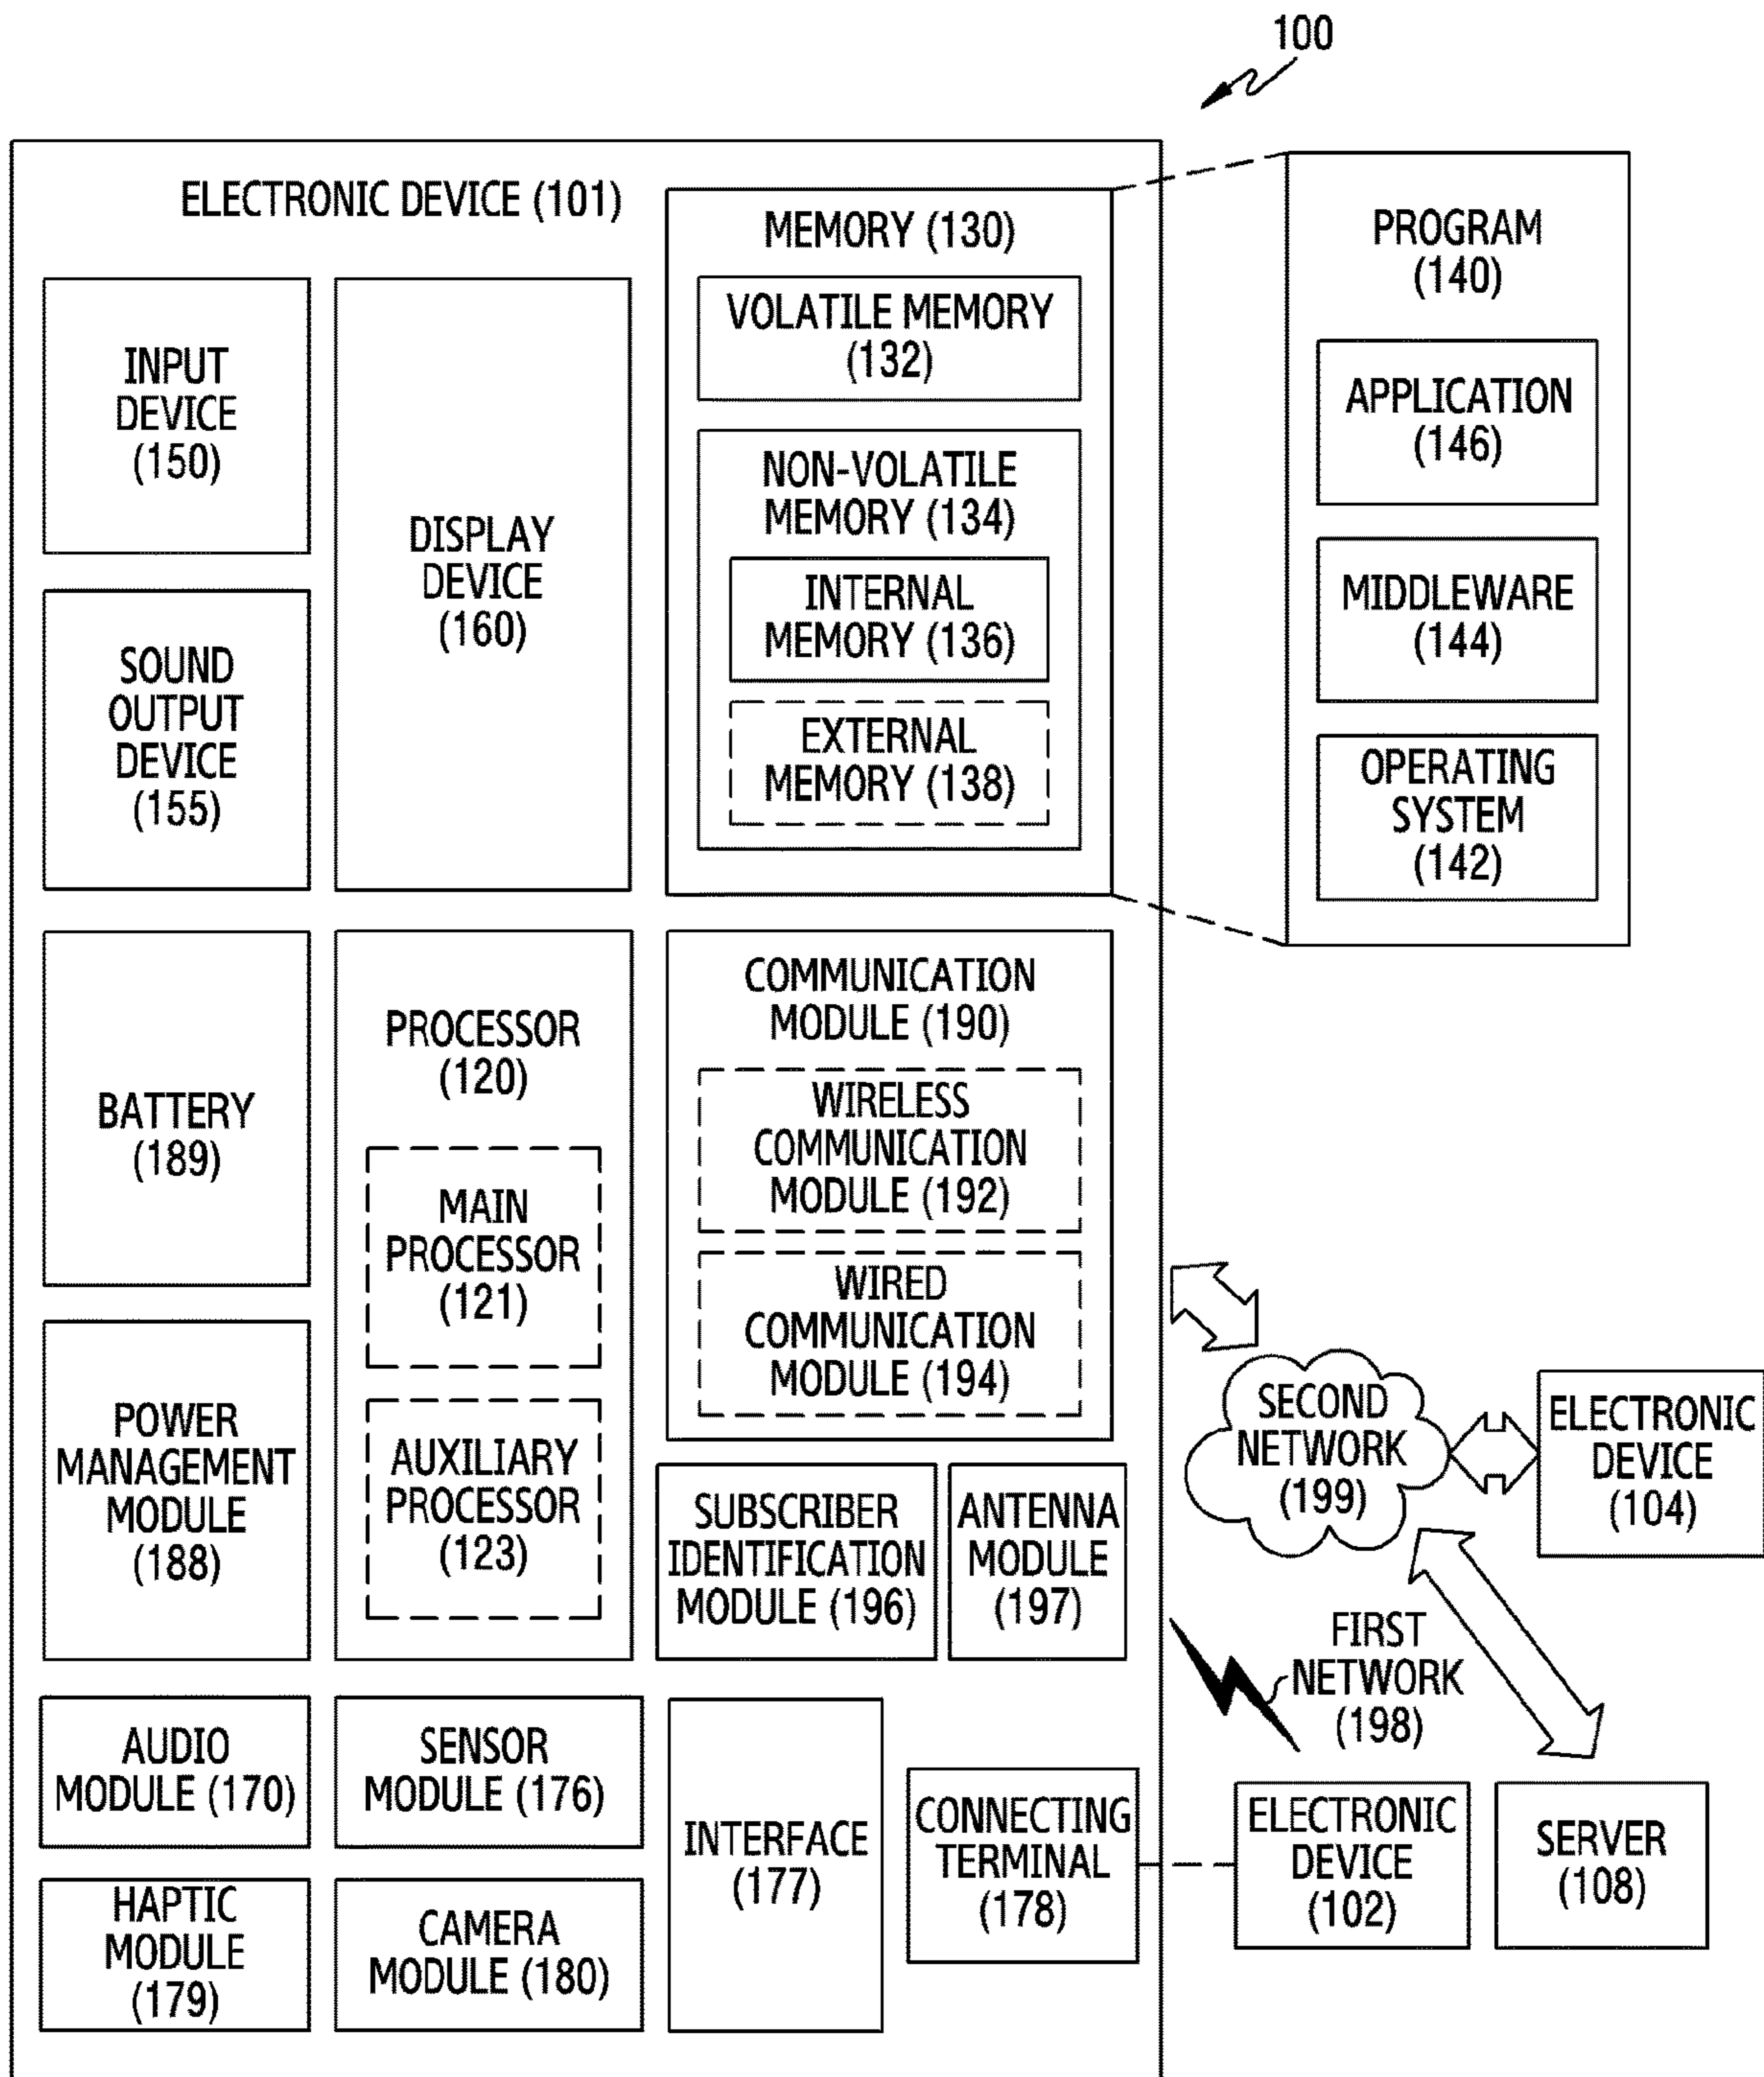 100
ELECTRONIC DEVICE (101)
INPUT
DEVICE
(150)
SOUND
OUTPUT
DEVICE
(155)
DISPLAY
DEVICE
(160)
MEMORY (130)
VOLATILE MEMORY
(132)
NON-VOLATILE
MEMORY (134)
INTERNAL
MEMORY (136)
EXTERNAL
MEMORY (138)
PROGRAM
(140)
APPLICATION
(146)
MIDDLEWARE
(144)
OPERATING
SYSTEM
(142)
BATTERY
(189)
POWER
MANAGEMENT
MODULE
(188)
PROCESSOR
(120)
MAIN
PROCESSOR
(121)
AUXILIARY
PROCESSOR
(123)
COMMUNICATION
MODULE (190)
WIRELESS
COMMUNICATION
MODULE (192)
WIRED
COMMUNICATION
MODULE (194)
SUBSCRIBER
IDENTIFICATION
MODULE (196)
ANTENNA
MODULE
(197)
SECOND
NETWORK
(199)
ELECTRONIC
DEVICE
(104)
FIRST
NETWORK
(198)
AUDIO
MODULE (170)
SENSOR
MODULE (176)
HAPTIC
MODULE
(179)
CAMERA
MODULE (180)
INTERFACE
(177)
CONNECTING
TERMINAL
(178)
ELECTRONIC
DEVICE
(102)
SERVER
(108)